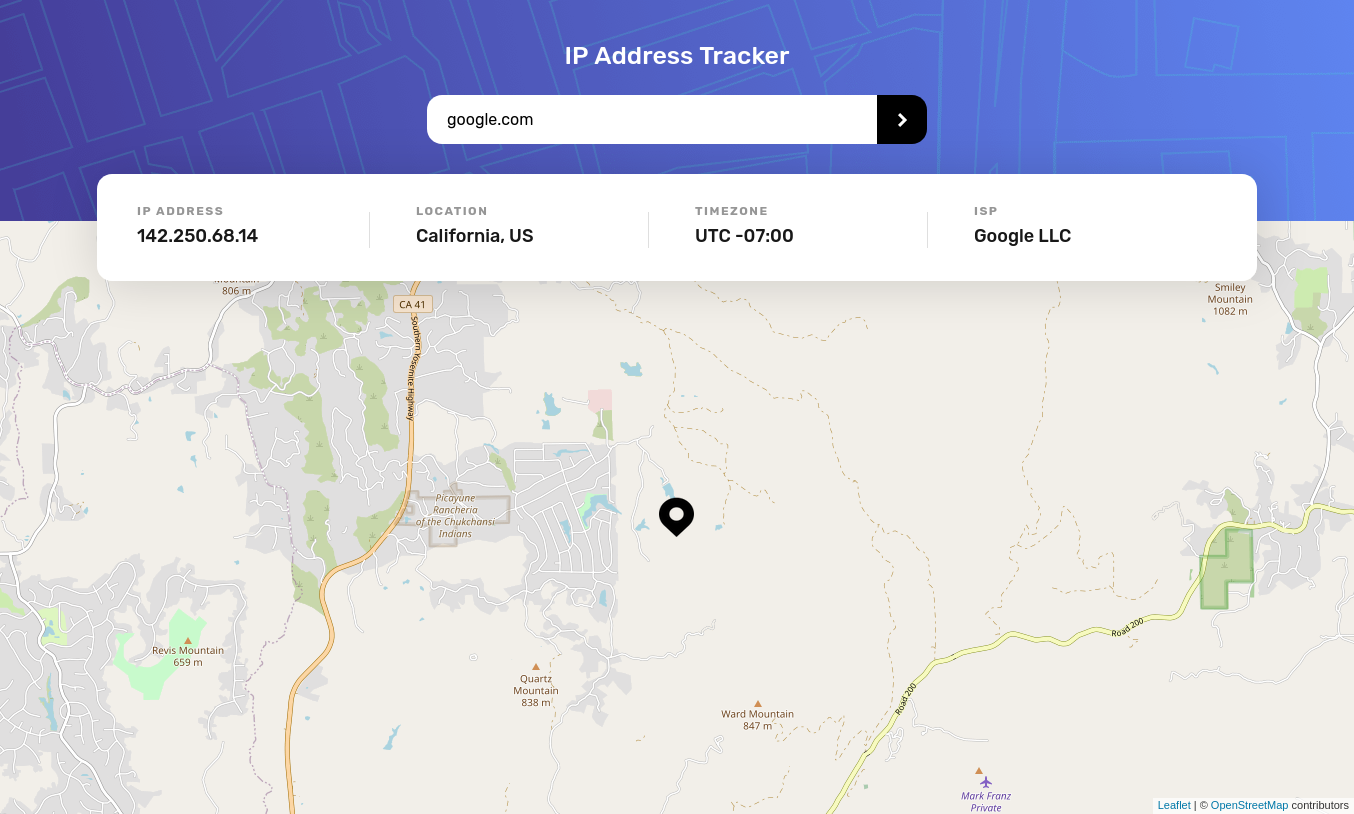 IP Address Tracker
google.com
IP ADDRESS
142.250.68.14
LOCATION
California, US
TIMEZONE
UTC -07:00
ISP
Google LLC
Mountain
806 m
CA 41
Southern Yosemite Highway
Smiley
Mountain
1082 m
Picayune
Rancheria
of the Chukchansi
Indians
Revis Mountain
659 m
Quartz
Mountain
838 m
Ward Mountain
847 m
Road 200
Road 200
Mark Franz
Private
Leaflet | © OpenStreetMap contributors